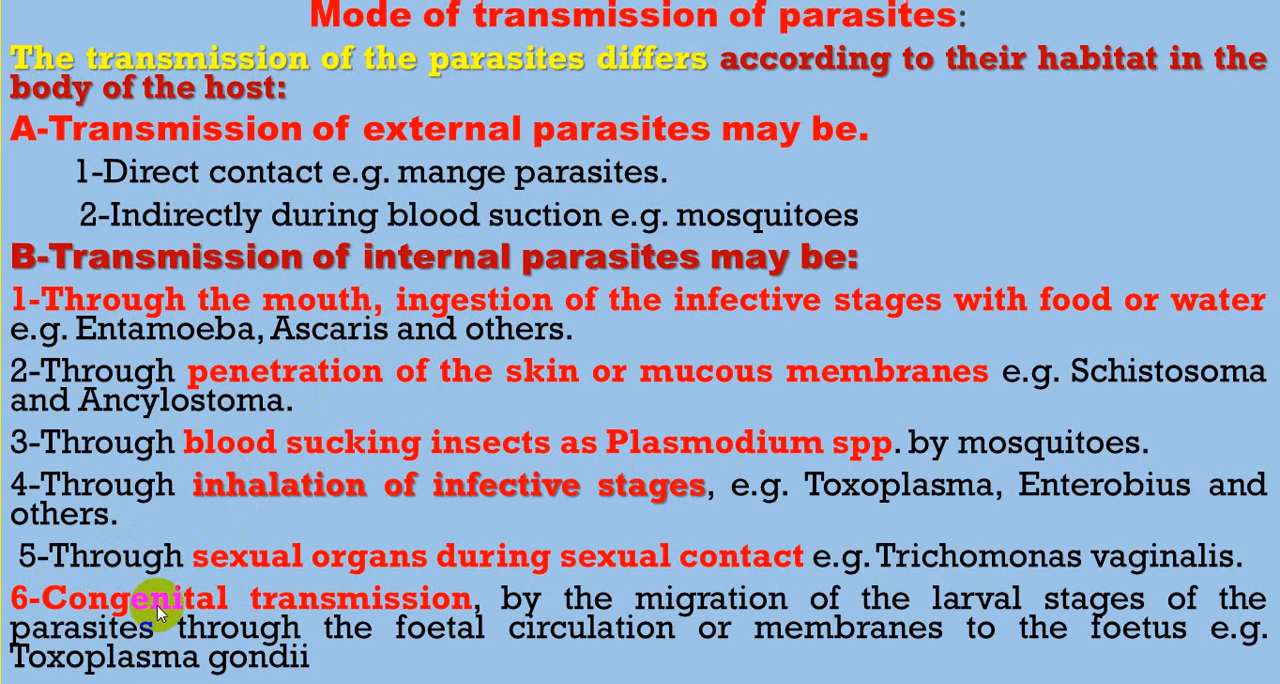 Mode of transmission of parasites:
The transmission of the parasites differs according to their habitat in the
body of the host:
A-Transmission of external parasites may be.
1-Direct contact e.g. mange parasites.
2-Indirectly during blood suction e.g. mosquitoes
B-Transmission of internal parasites may be:
1-Through the mouth, ingestion of the infective stages with food or water
e.g. Entamoeba, Ascaris and others.
2-Through penetration of the skin or mucous membranes e.g. Schistosoma
and Ancylostoma.
3-Through blood sucking insects as Plasmodium spp. by mosquitoes.
4-Through inhalation of infective stages, e.g. Toxoplasma, Enterobius and
others.
5-Through sexual organs during sexual contact e.g. Trichomonas vaginalis.
6-Congenital transmission, by the migration of the larval stages of the
parasites through the foetal circulation or membranes to the foetus e.g.
Toxoplasma gondii